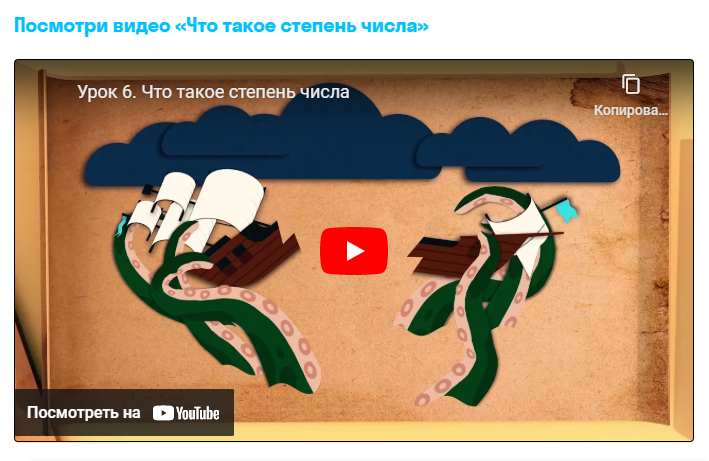 Посмотри видео «Что такое степень числа»
Урок 6. Что такое степень числа
Копирова...
Посмотреть на YouTube